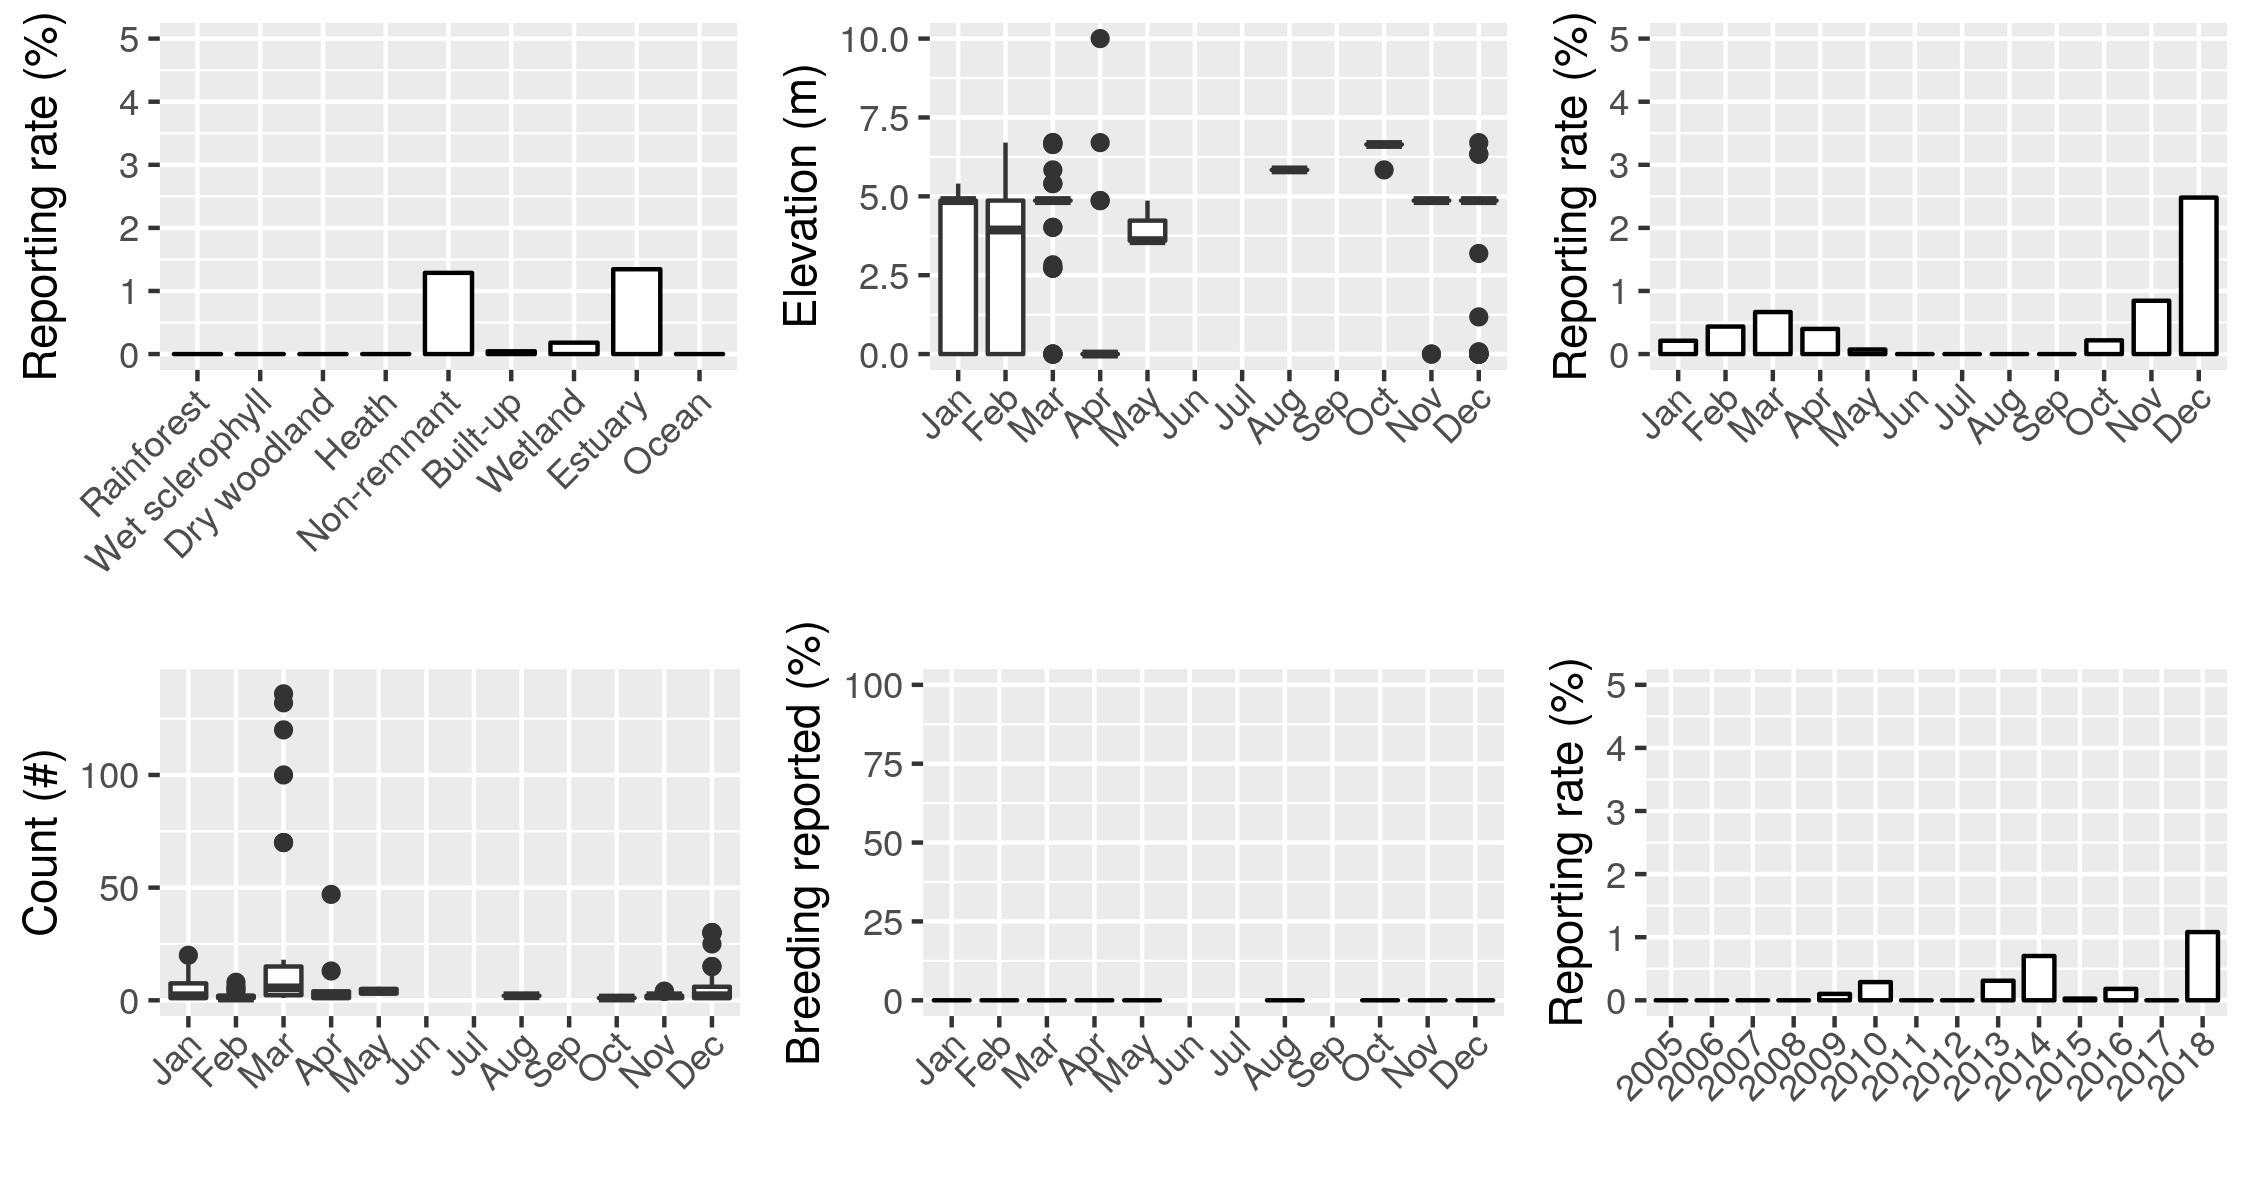 Reporting rate (%)
5
4
3
2
1
0
Rainforest
Wet sclerophyll
Dry woodland
Heath
Non-remnant
Built-up
Wetland
Estuary
Ocean
Elevation (m)
10.0
7.5
5.0
2.5
0.0
Jan
Feb
Mar
Apr
May
Jun
Jul
Aug
Sep
Oct
Nov
Dec
Reporting rate (%)
5
4
3
2
1
0
Jan
Feb
Mar
Apr
May
Jun
Jul
Aug
Sep
Oct
Nov
Dec
Count (#)
100
50
0
Jan
Feb
Mar
Apr
May
Jun
Jul
Aug
Sep
Oct
Nov
Dec
Breeding reported (%)
100
75
50
25
0
Jan
Feb
Mar
Apr
May
Jun
Jul
Aug
Sep
Oct
Nov
Dec
Reporting rate (%)
5
4
3
2
1
0
2005
2006
2007
2008
2009
2010
2011
2012
2013
2014
2015
2016
2017
2018